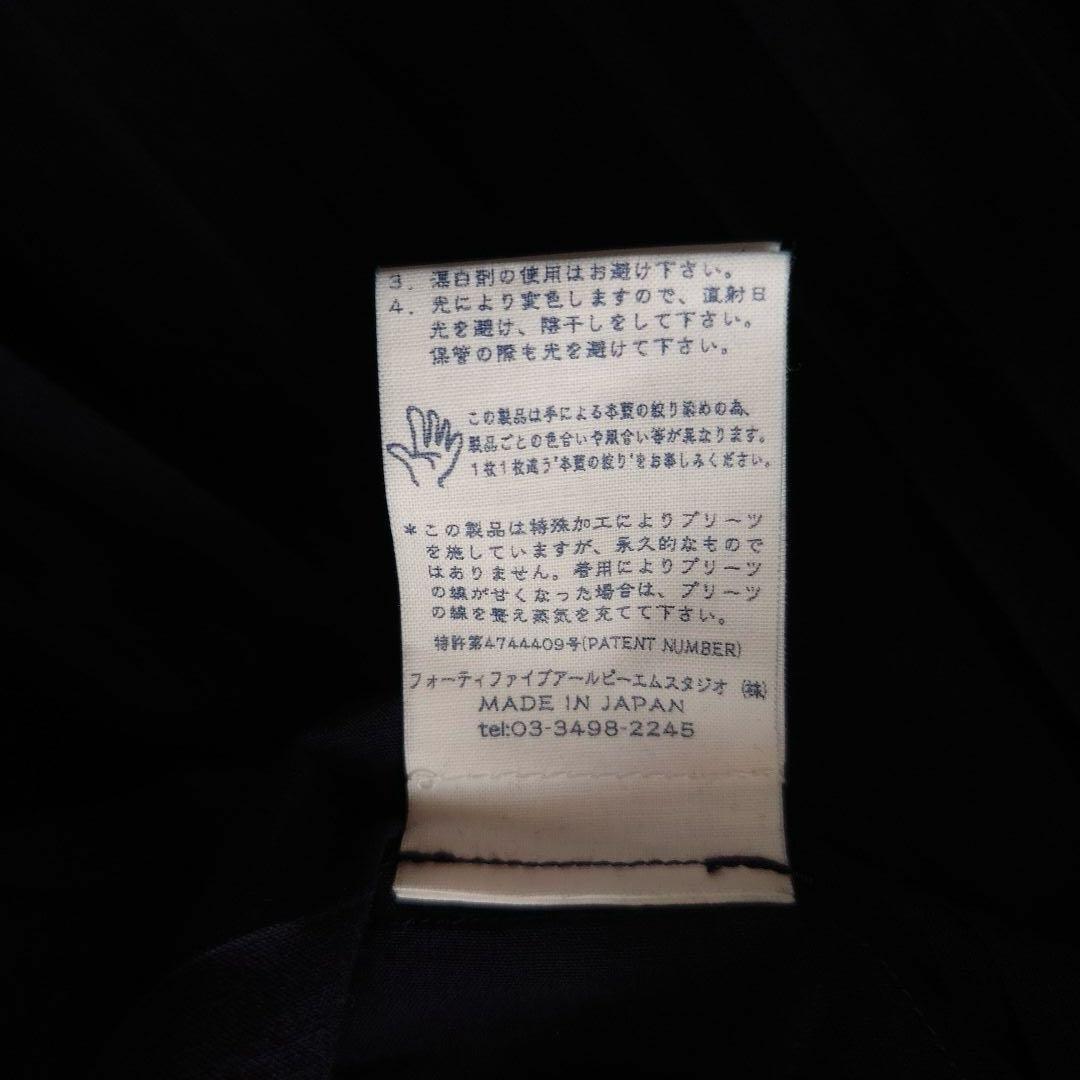 3. 漂白剤の使用はお避け下さい。
4. 光により変色しますので、直射日
光を避け、陰干しをして下さい。
保管の際も光を避けて下さい。
この製品は手による本藍の絞り染めの為、
製品ごとの色合いや風合い等が異なります。
1枚1枚違う"本藍の絞り"をお楽しみください。
*この製品は特殊加工によりプリーツ
を施していますが、永久的なもので
はありません。着用によりプリーツ
の線が甘くなった場合は、プリーツ
の線を整え蒸気を充てて下さい。
特許第4744409号(PATENT NUMBER)
フォーティファイブアールピーエムスタジオ (株)
MADE IN JAPAN
tel:03-3498-2245